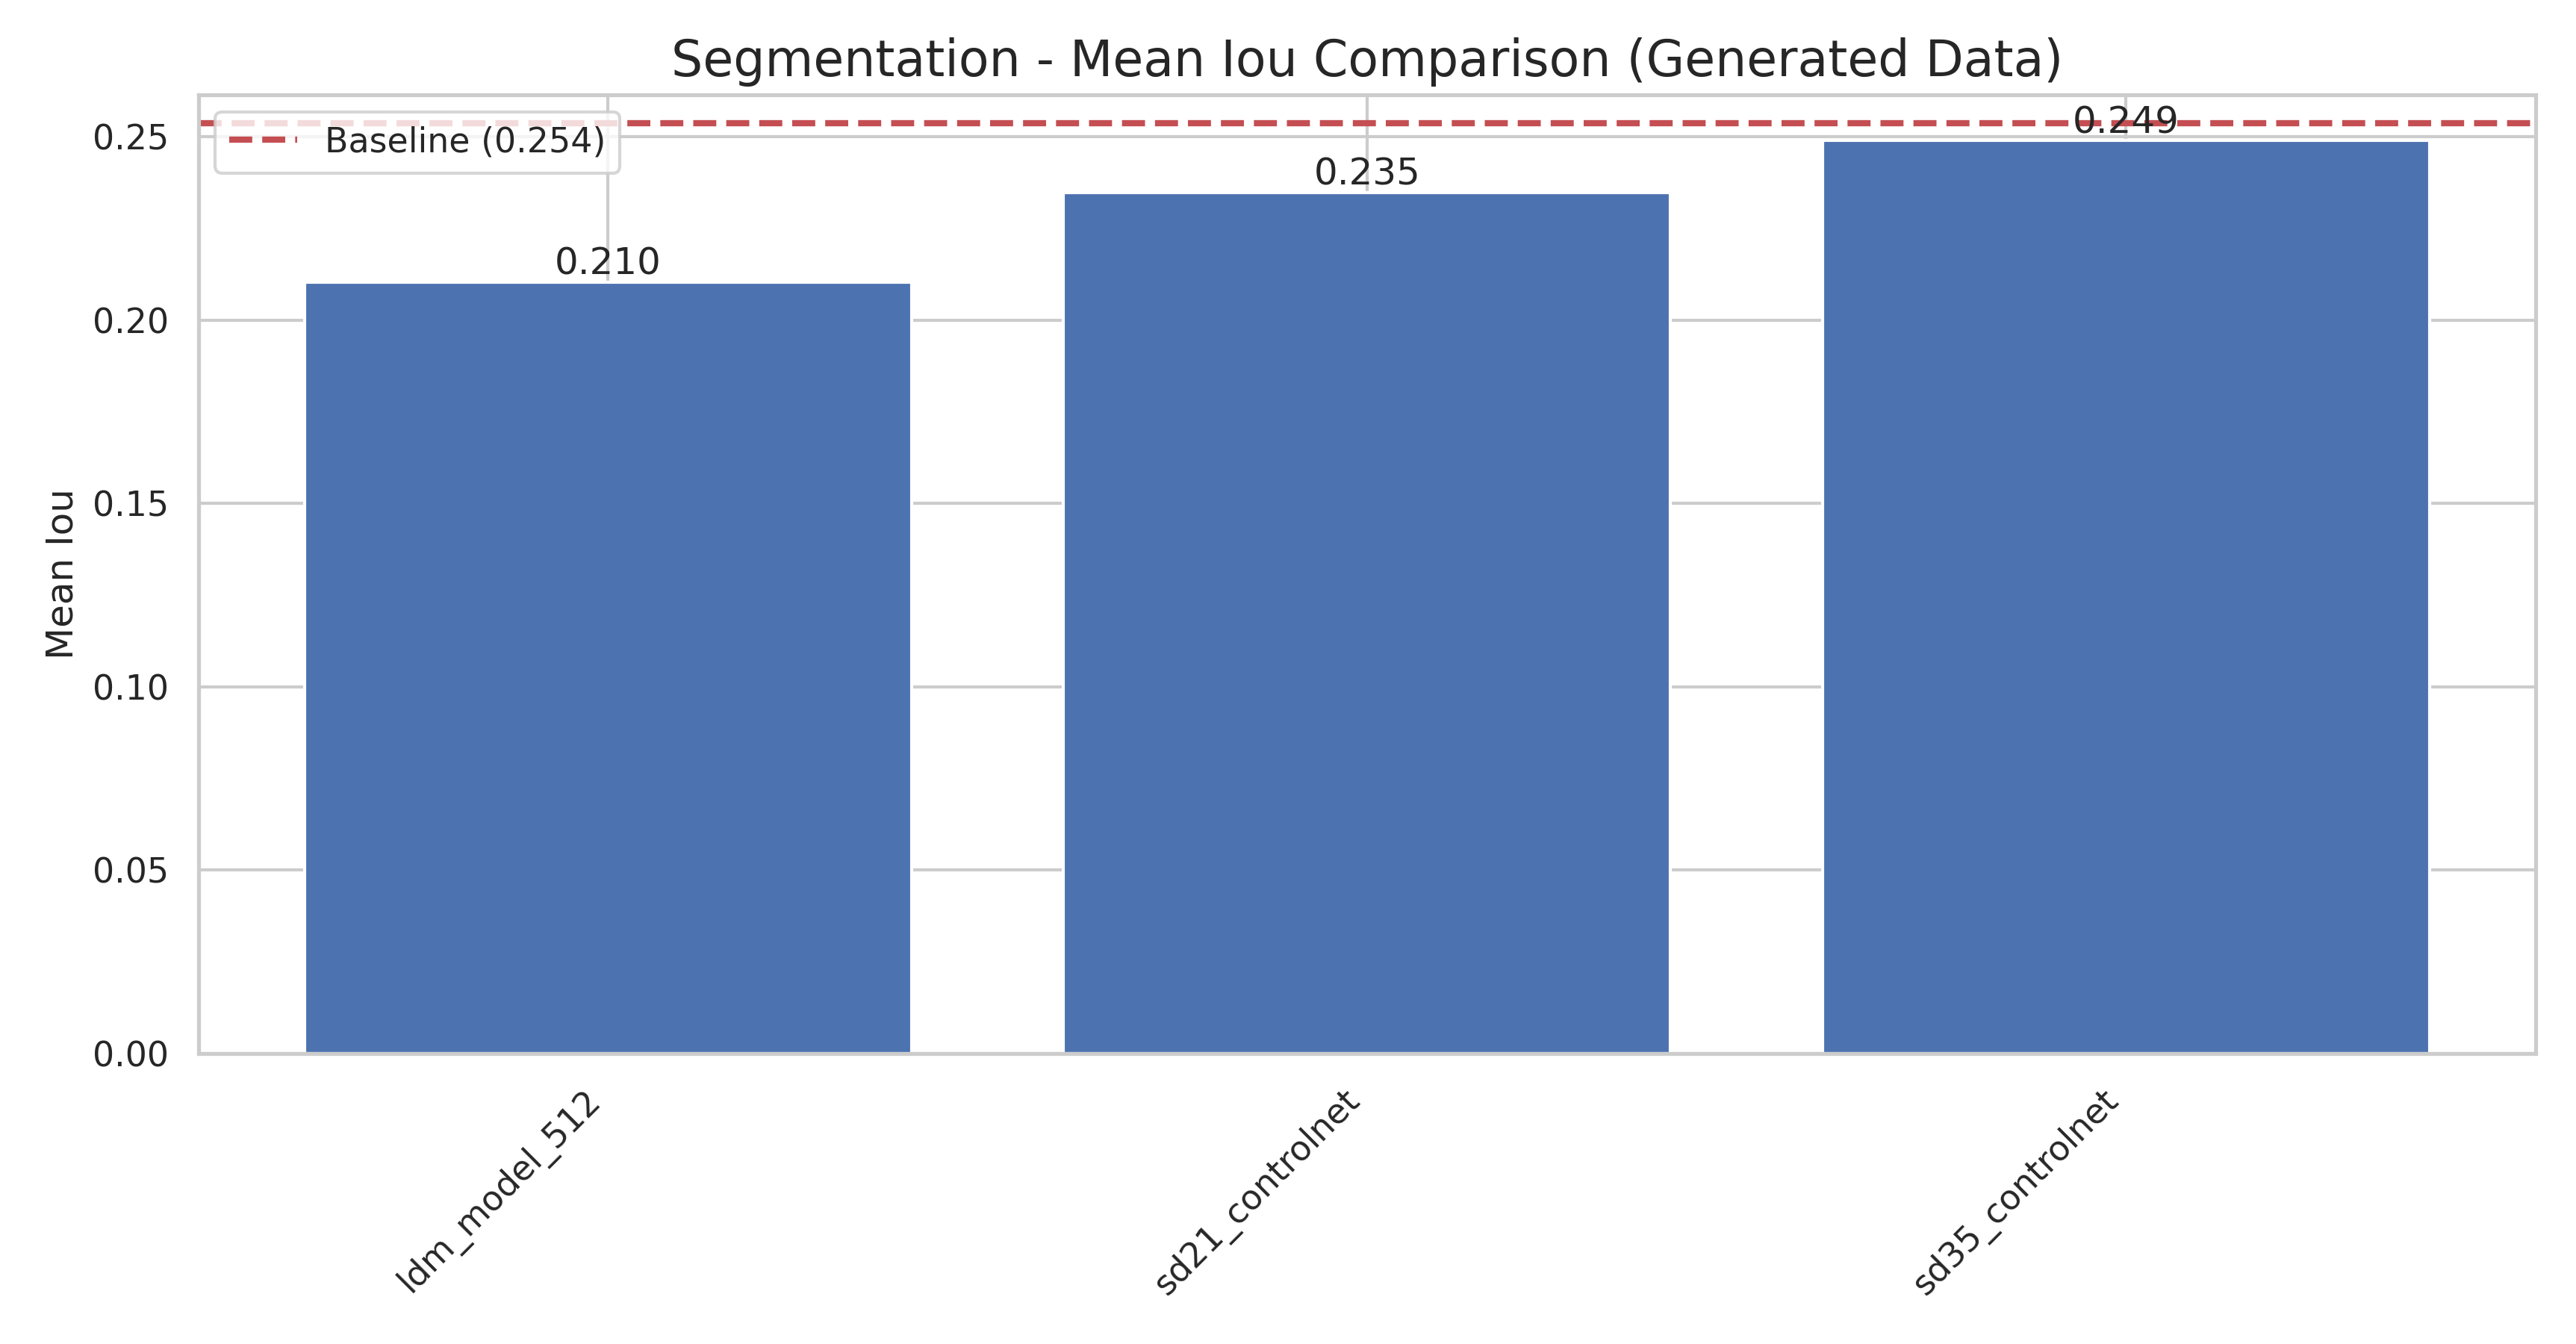 Segmentation - Mean Iou Comparison (Generated Data)
Baseline (0.254)
0.249
0.235
0.210
Mean Iou
0.25
0.20
0.15
0.10
0.05
0.00
ldm_model_512
sd21_controlnet
sd35_controlnet